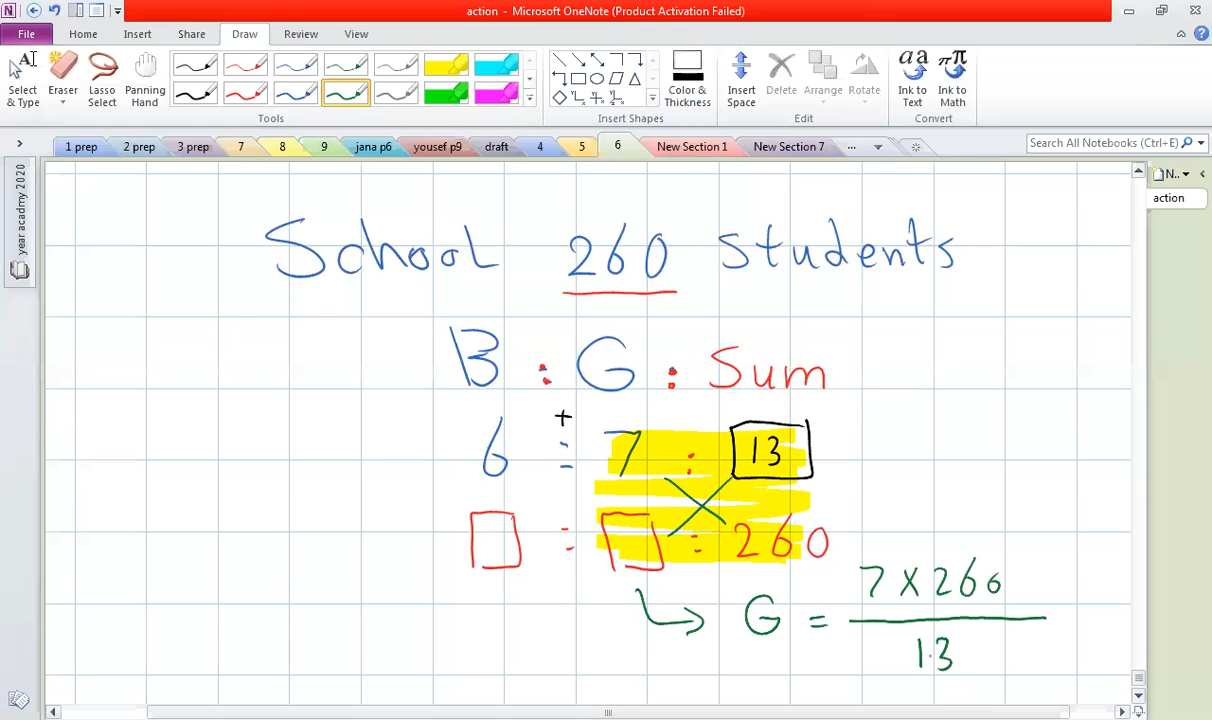 action - Microsoft OneNote (Product Activation Failed)
File Home Insert Share Draw Review View
Select & Type
Eraser
Lasso Select
Panning Hand
Color & Thickness
Insert Space
Delete
Arrange
Rotate
Ink to Text
Ink to Math
Tools
Insert Shapes
Edit
Convert
1 prep 2 prep 3 prep 7 8 9 jana p6 yousef p9 draft 4 5 6 New Section 1 New Section 7 ... Search All Notebooks (Ctrl+E)
N..
action
year academy 2020
School 260 students
B : G : Sum
+
6 : 7 : 13
□ : □ : 260
G = 7 X 260
13